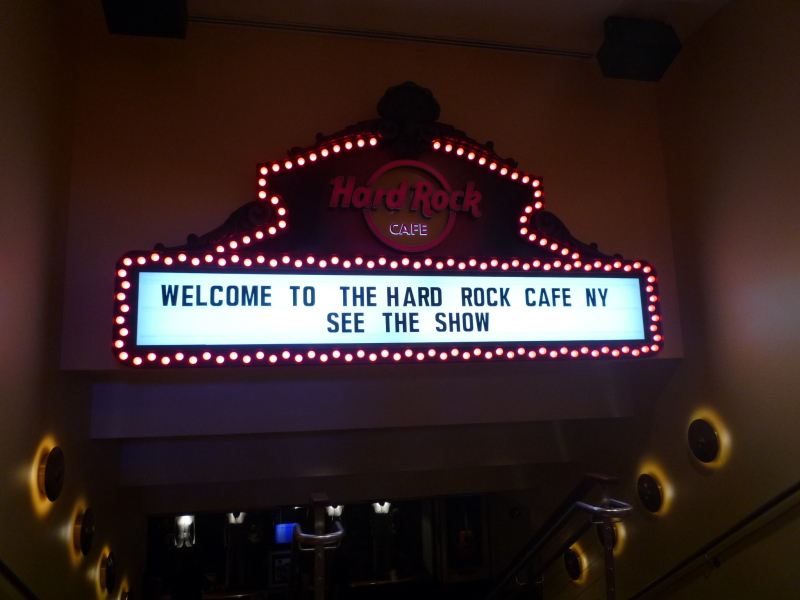 Hard Rock
CAFE
WELCOME TO THE HARD ROCK CAFE NY
SEE THE SHOW